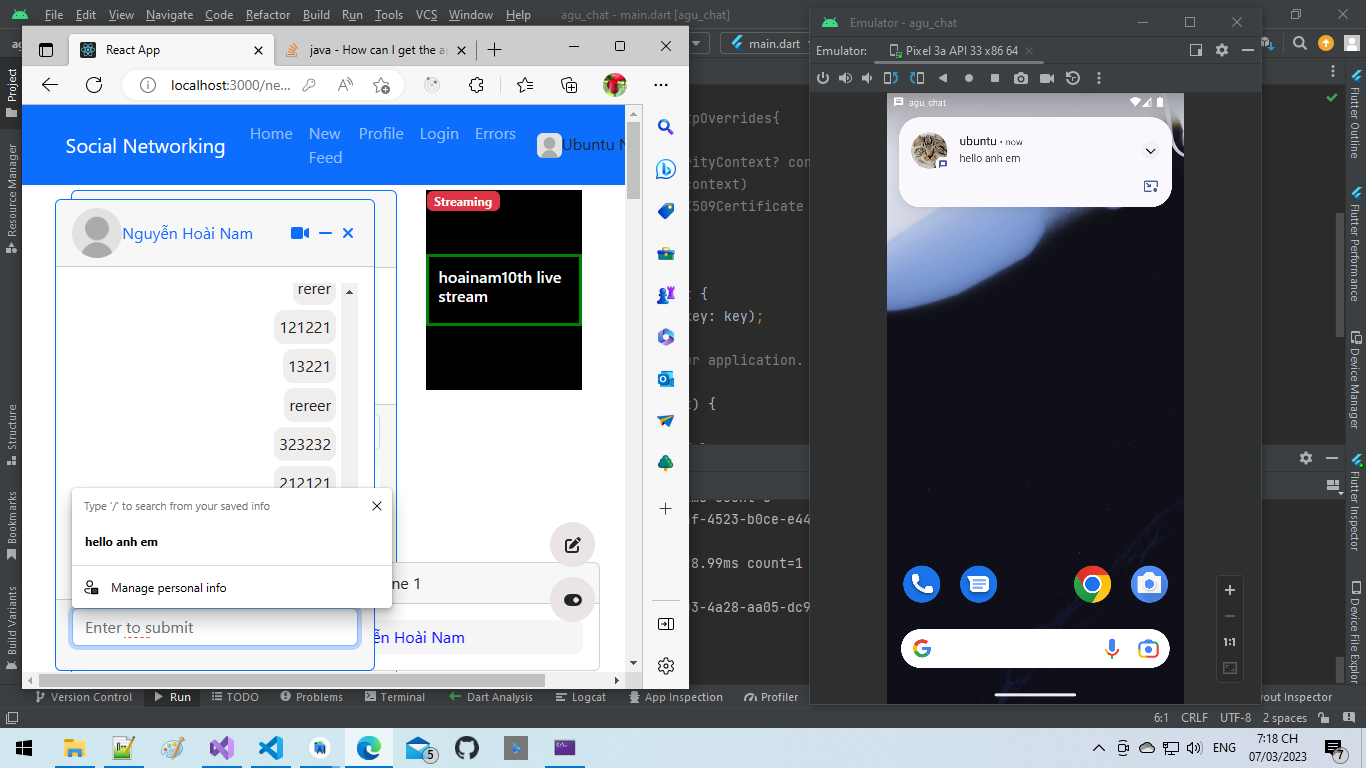 File Edit View Navigate Code Refactor Build Run Tools VCS Window Help agu_chat - main.dart [agu_chat]
React App
java - How can I get the a
localhost:3000/ne...
Social Networking
Home
New Feed
Profile
Login
Errors
Ubuntu
Nguyễn Hoài Nam
rerer
121221
13221
rereer
323232
212121
Type '/' to search from your saved info
hello anh em
Manage personal info
Enter to submit
Streaming
hoainam10th live
stream
ne 1
ễn Hoài Nam
main.dart
pOverrides{
rityContext? con
context)
X509Certificate
t {
key: key);
ur application.
t) {
f-4523-b0ce-e44
8.99ms count=1
3-4a28-aa05-dc9
Emulator - agu_chat
Emulator:
Pixel 3a API 33 x86 64
agu_chat
ubuntu • now
hello anh em
1:1
Project
Resource Manager
Structure
Bookmarks
Build Variants
Flutter Outline
Flutter Performance
Device Manager
Flutter Inspector
Device File Explor
Version Control
Run
TODO
Problems
Terminal
Dart Analysis
Logcat
App Inspection
Profiler
yout Inspector
6:1 CRLF UTF-8 2 spaces
5
ENG
7:18 CH
07/03/2023
7